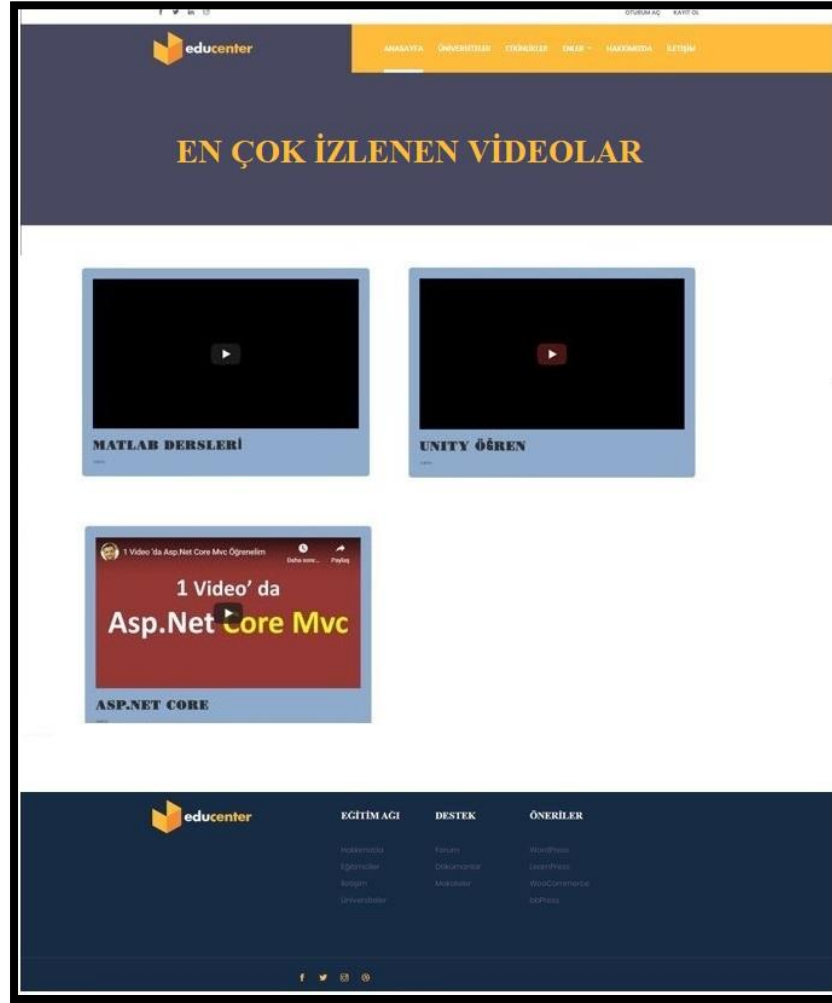 OTURUM AÇ KAYIT OL
educenter
ANASAYFA ÜNİVERSİTELER ETKİNLİKLER ENLER HAKKIMIZDA İLETİŞİM
EN ÇOK İZLENEN VİDEOLAR
MATLAB DERSLERİ
UNITY ÖĞREN
1 Video 'da Asp.Net Core Mvc Öğrenelim
Daha sonr... Paylaş
1 Video' da
Asp.Net Core Mvc
ASP.NET CORE
educenter
EĞİTİM AĞI
Hakkımızda
Eğitimciler
İletişim
Üniversiteler
DESTEK
Forum
Dokümanlar
Makaleler
ÖNERİLER
WordPress
LearnPress
WooCommerce
bbPress